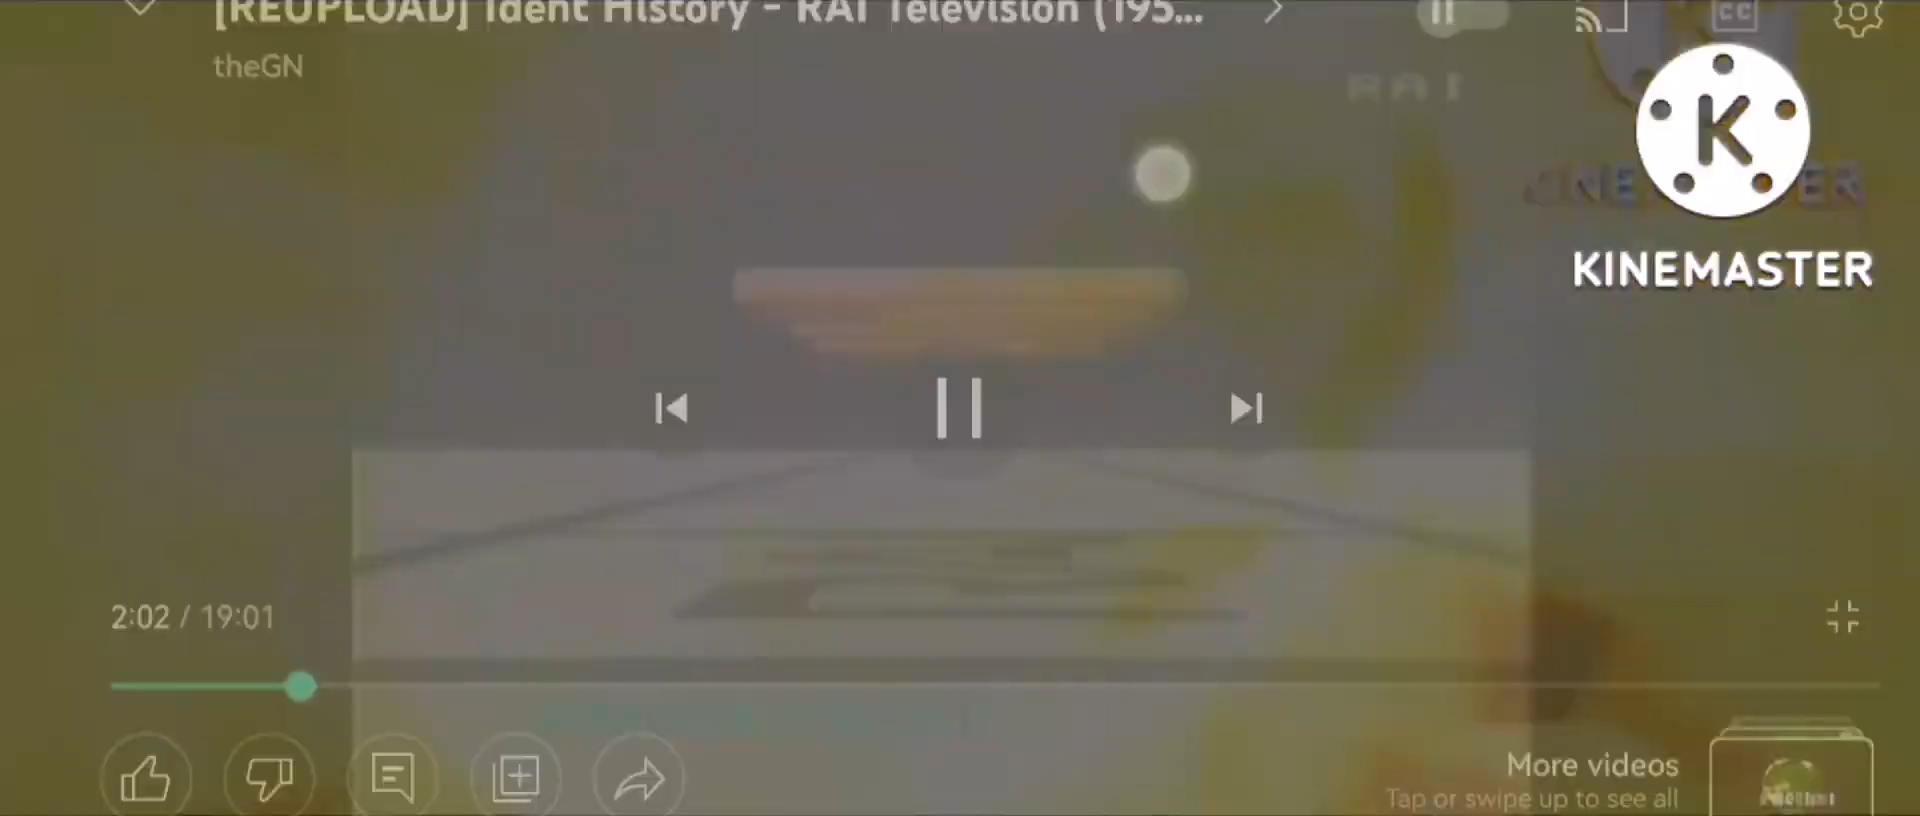 [REUPLOAD] Ident History - RAI Television (195...
theGN
RAI
K
KINEMASTER
2:02 / 19:01
More videos
Tap or swipe up to see all